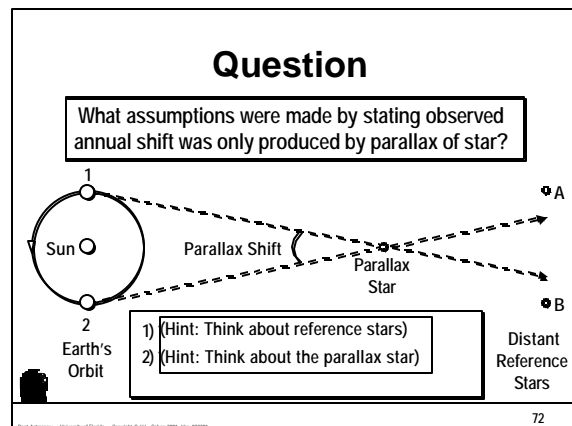 Question
What assumptions were made by stating observed
annual shift was only produced by parallax of star?
1
A
Sun
Parallax Shift
Parallax
Star
B
2
Earth's
Orbit
1) (Hint: Think about reference stars)
2) (Hint: Think about the parallax star)
Distant
Reference
Stars
72